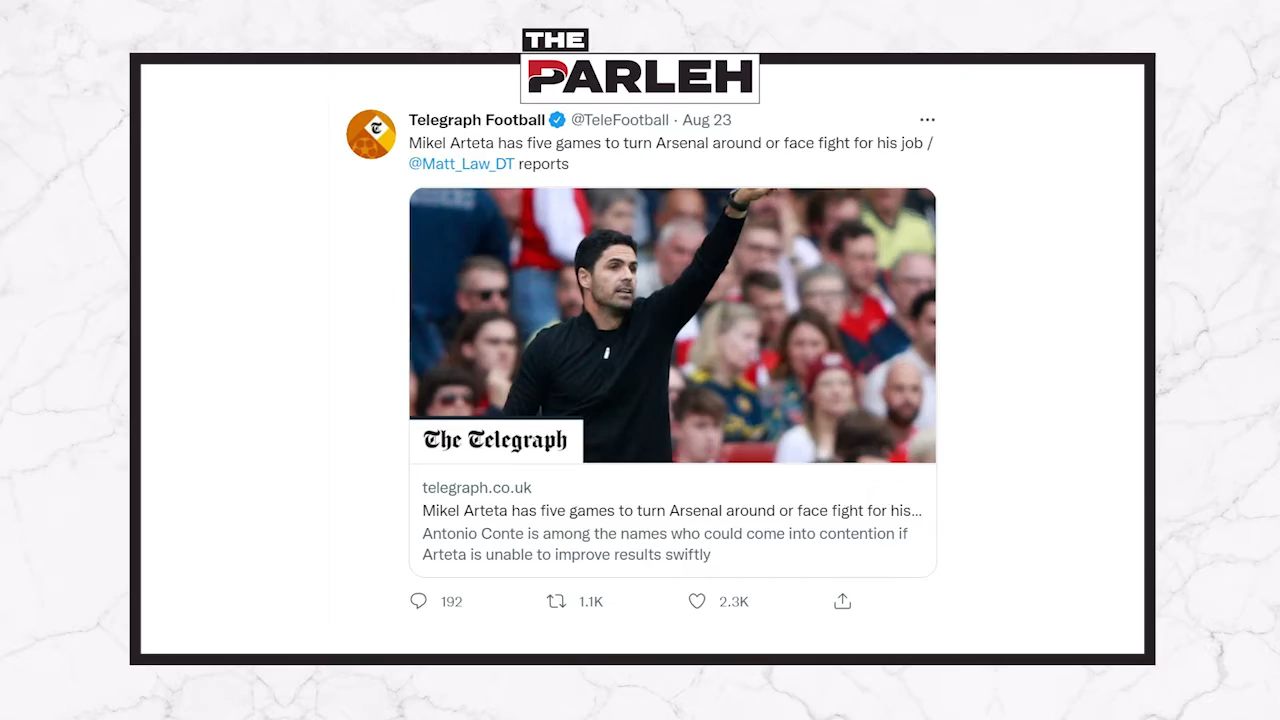 THE
PARLEH
Telegraph Football @TeleFootball · Aug 23
Mikel Arteta has five games to turn Arsenal around or face fight for his job /
@Matt_Law_DT reports
The Telegraph
telegraph.co.uk
Mikel Arteta has five games to turn Arsenal around or face fight for his...
Antonio Conte is among the names who could come into contention if
Arteta is unable to improve results swiftly
192 1.1K 2.3K